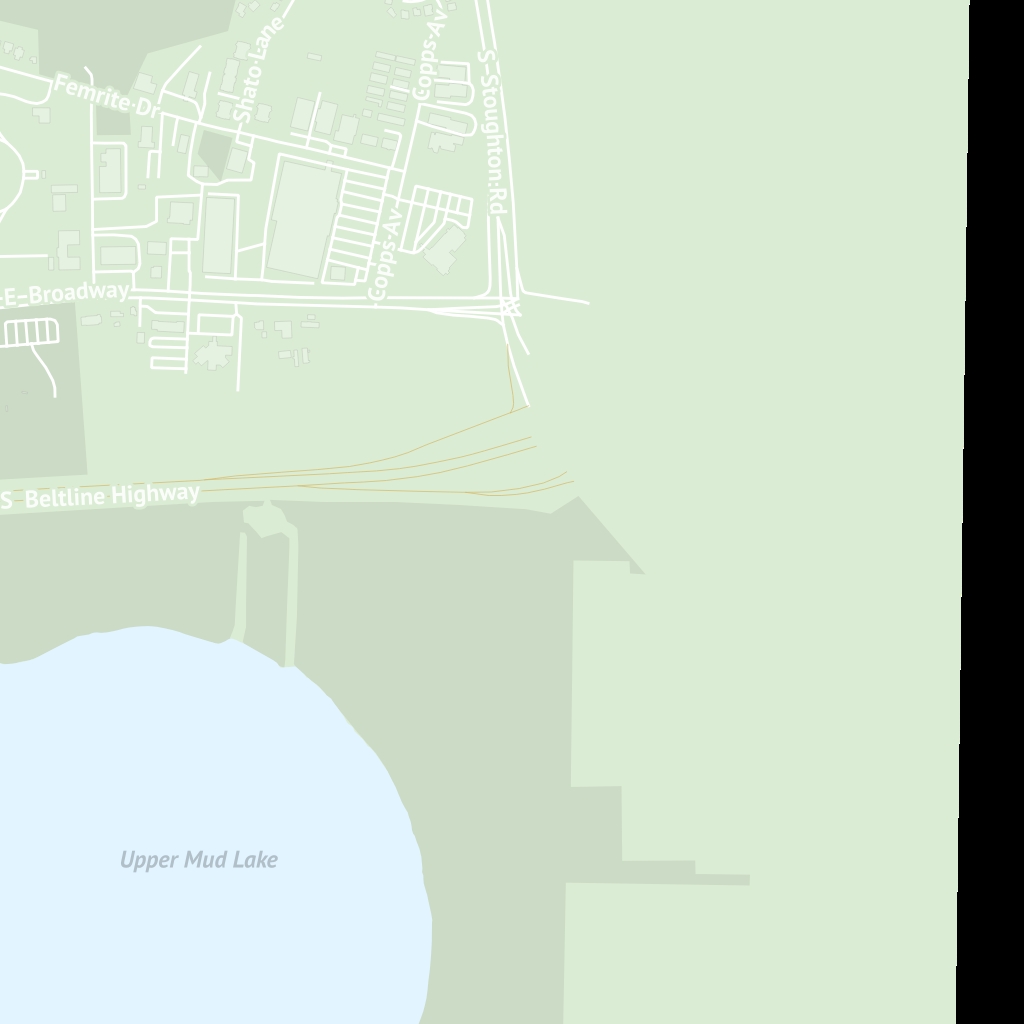 Shato Lane
Copps Av
S Stoughton Rd
Femrite Dr
Copps Av
E Broadway
S Beltline Highway
Upper Mud Lake